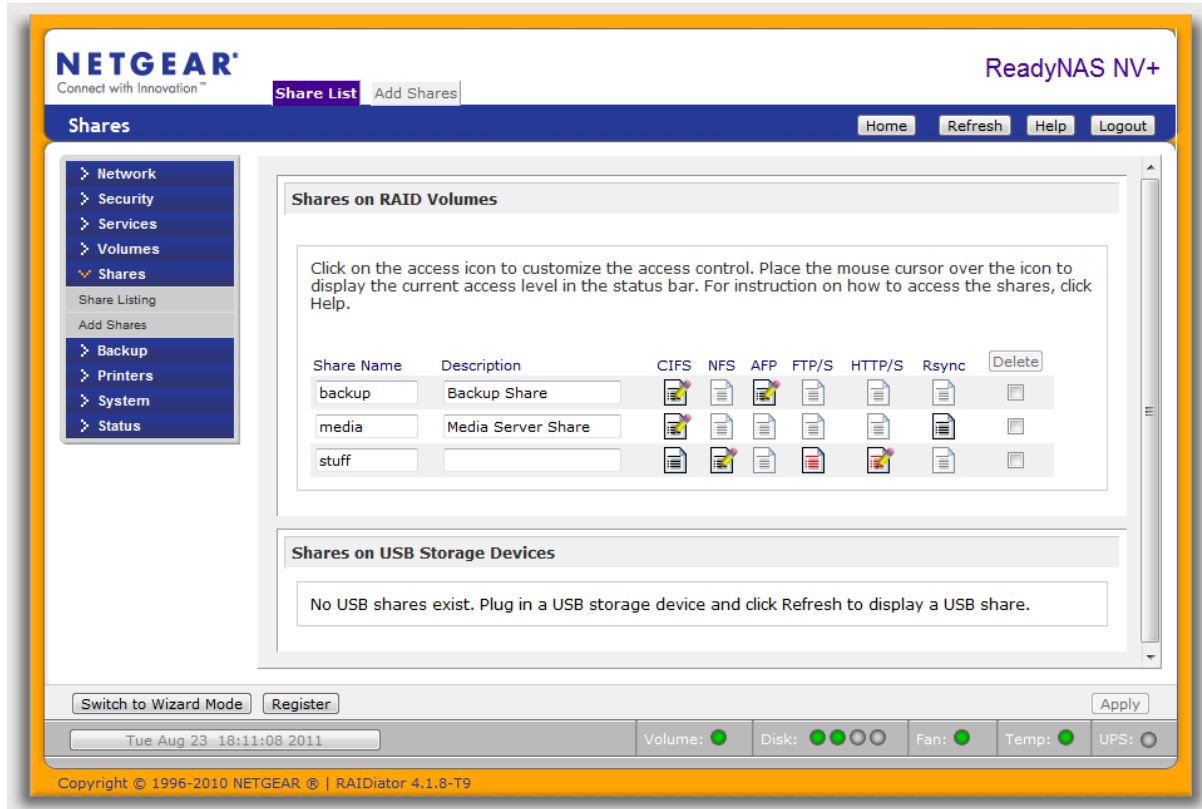 NETGEAR®
Connect with Innovation™
ReadyNAS NV+
Share List Add Shares
Shares
Home Refresh Help Logout
Network
Security
Services
Volumes
Shares
Share Listing
Add Shares
Backup
Printers
System
Status
Shares on RAID Volumes
Click on the access icon to customize the access control. Place the mouse cursor over the icon to
display the current access level in the status bar. For instruction on how to access the shares, click
Help.
Share Name Description CIFS NFS AFP FTP/S HTTP/S Rsync Delete
backup Backup Share
media Media Server Share
stuff
Shares on USB Storage Devices
No USB shares exist. Plug in a USB storage device and click Refresh to display a USB share.
Switch to Wizard Mode Register Apply
Tue Aug 23 18:11:08 2011 Volume: Disk: Fan: Temp: UPS:
Copyright © 1996-2010 NETGEAR ® | RAIDiator 4.1.8-T9